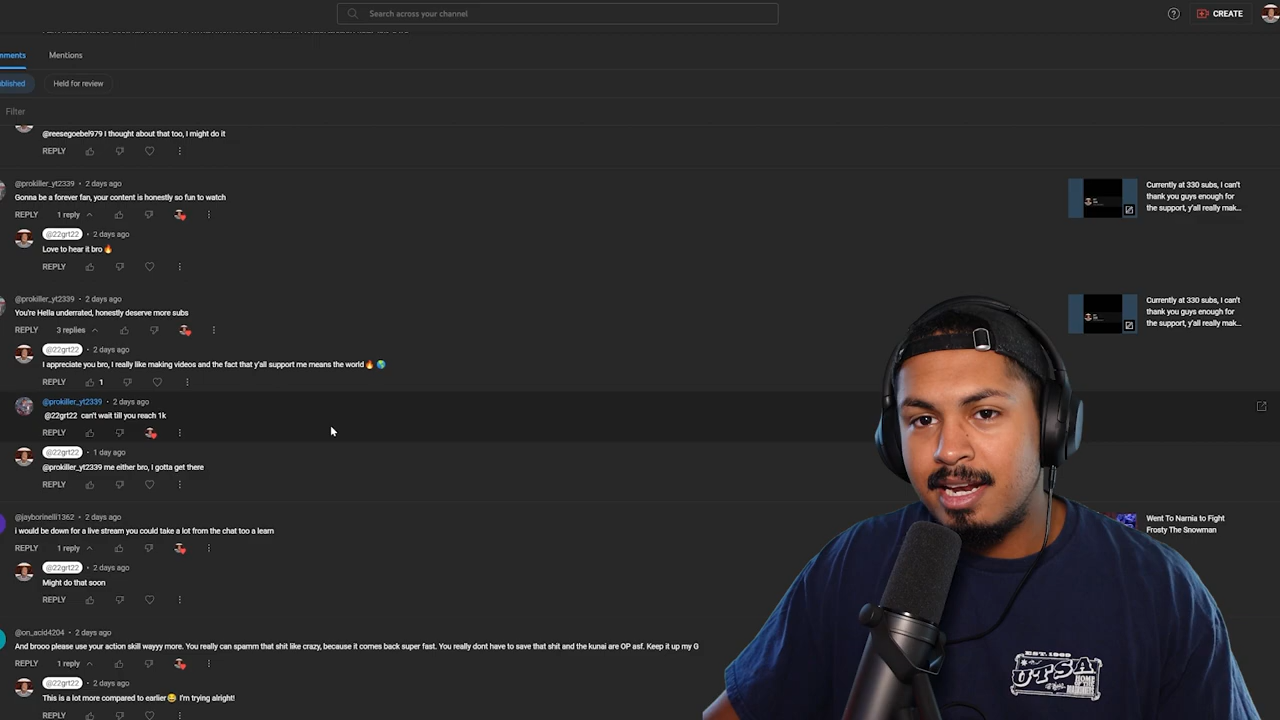 Search across your channel
CREATE
mments
Mentions
ublished
Held for review
Filter
@reesegoebel979 I thought about that too, I might do it
REPLY
@prokiller_yt2339 • 2 days ago
Gonna be a forever fan, your content is honestly so fun to watch
REPLY 1 reply
Currently at 330 subs, I can't
thank you guys enough for
the support, y'all really mak...
@22grt22 • 2 days ago
Love to hear it bro 🔥
REPLY
@prokiller_yt2339 • 2 days ago
You're Hella underrated, honestly deserve more subs
REPLY 3 replies
Currently at 330 subs, I can't
thank you guys enough for
the support, y'all really mak...
@22grt22 • 2 days ago
I appreciate you bro, I really like making videos and the fact that y'all support me means the world 🔥 🌎
REPLY 1
@prokiller_yt2339 • 2 days ago
@22grt22 can't wait till you reach 1k
REPLY
@22grt22 • 1 day ago
@prokiller_yt2339 me either bro, I gotta get there
REPLY
@jayborinelli1362 • 2 days ago
i would be down for a live stream you could take a lot from the chat too a learn
REPLY 1 reply
Went To Narnia to Fight
Frosty The Snowman
@22grt22 • 2 days ago
Might do that soon
REPLY
@on_acid4204 • 2 days ago
And brooo please use your action skill wayyy more. You really can spamm that shit like crazy, because it comes back super fast. You really dont have to save that shit and the kunai are OP asf. Keep it up my G
REPLY 1 reply
@22grt22 • 2 days ago
This is a lot more compared to earlier😂 I'm trying alright!
REPLY
EST. 1969
UTSA
HOME OF THE
ROADRUNNERS